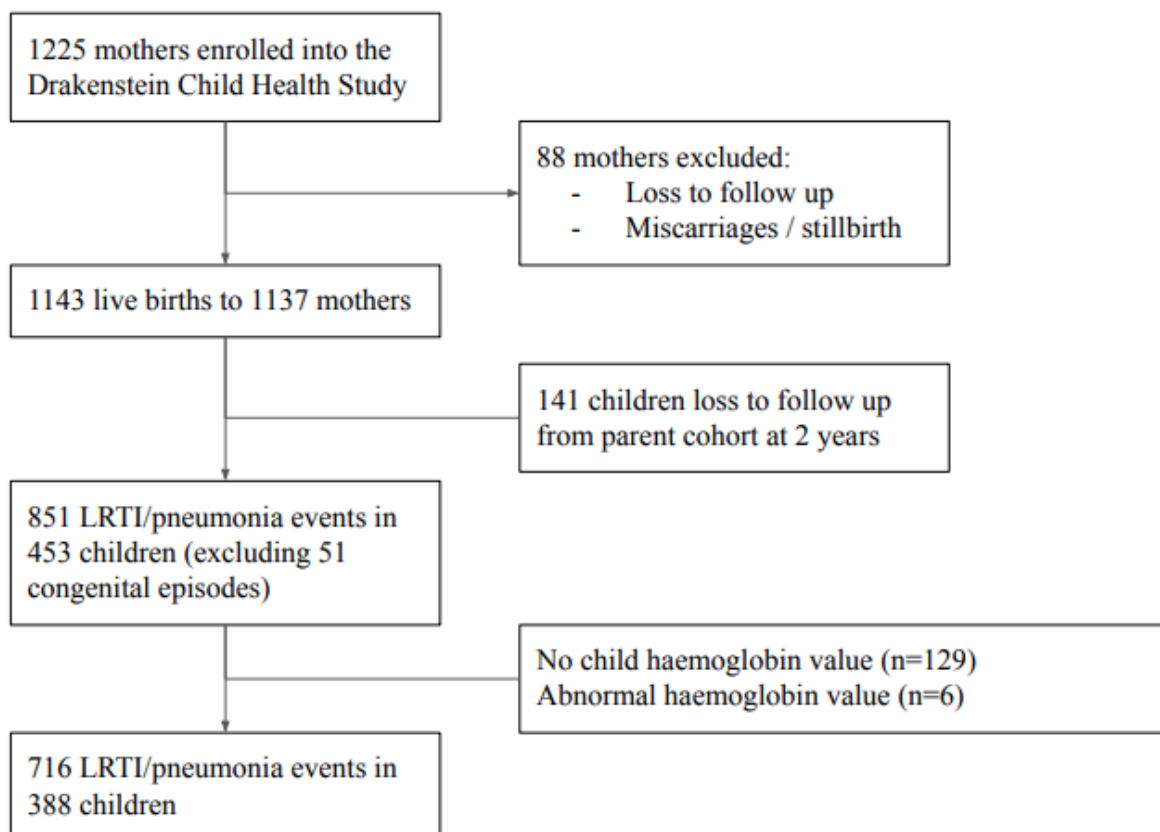 1225 mothers enrolled into the
Drakenstein Child Health Study
88 mothers excluded:
- Loss to follow up
- Miscarriages / stillbirth
1143 live births to 1137 mothers
141 children loss to follow up
from parent cohort at 2 years
851 LRTI/pneumonia events in
453 children (excluding 51
congenital episodes)
No child haemoglobin value (n=129)
Abnormal haemoglobin value (n=6)
716 LRTI/pneumonia events in
388 children